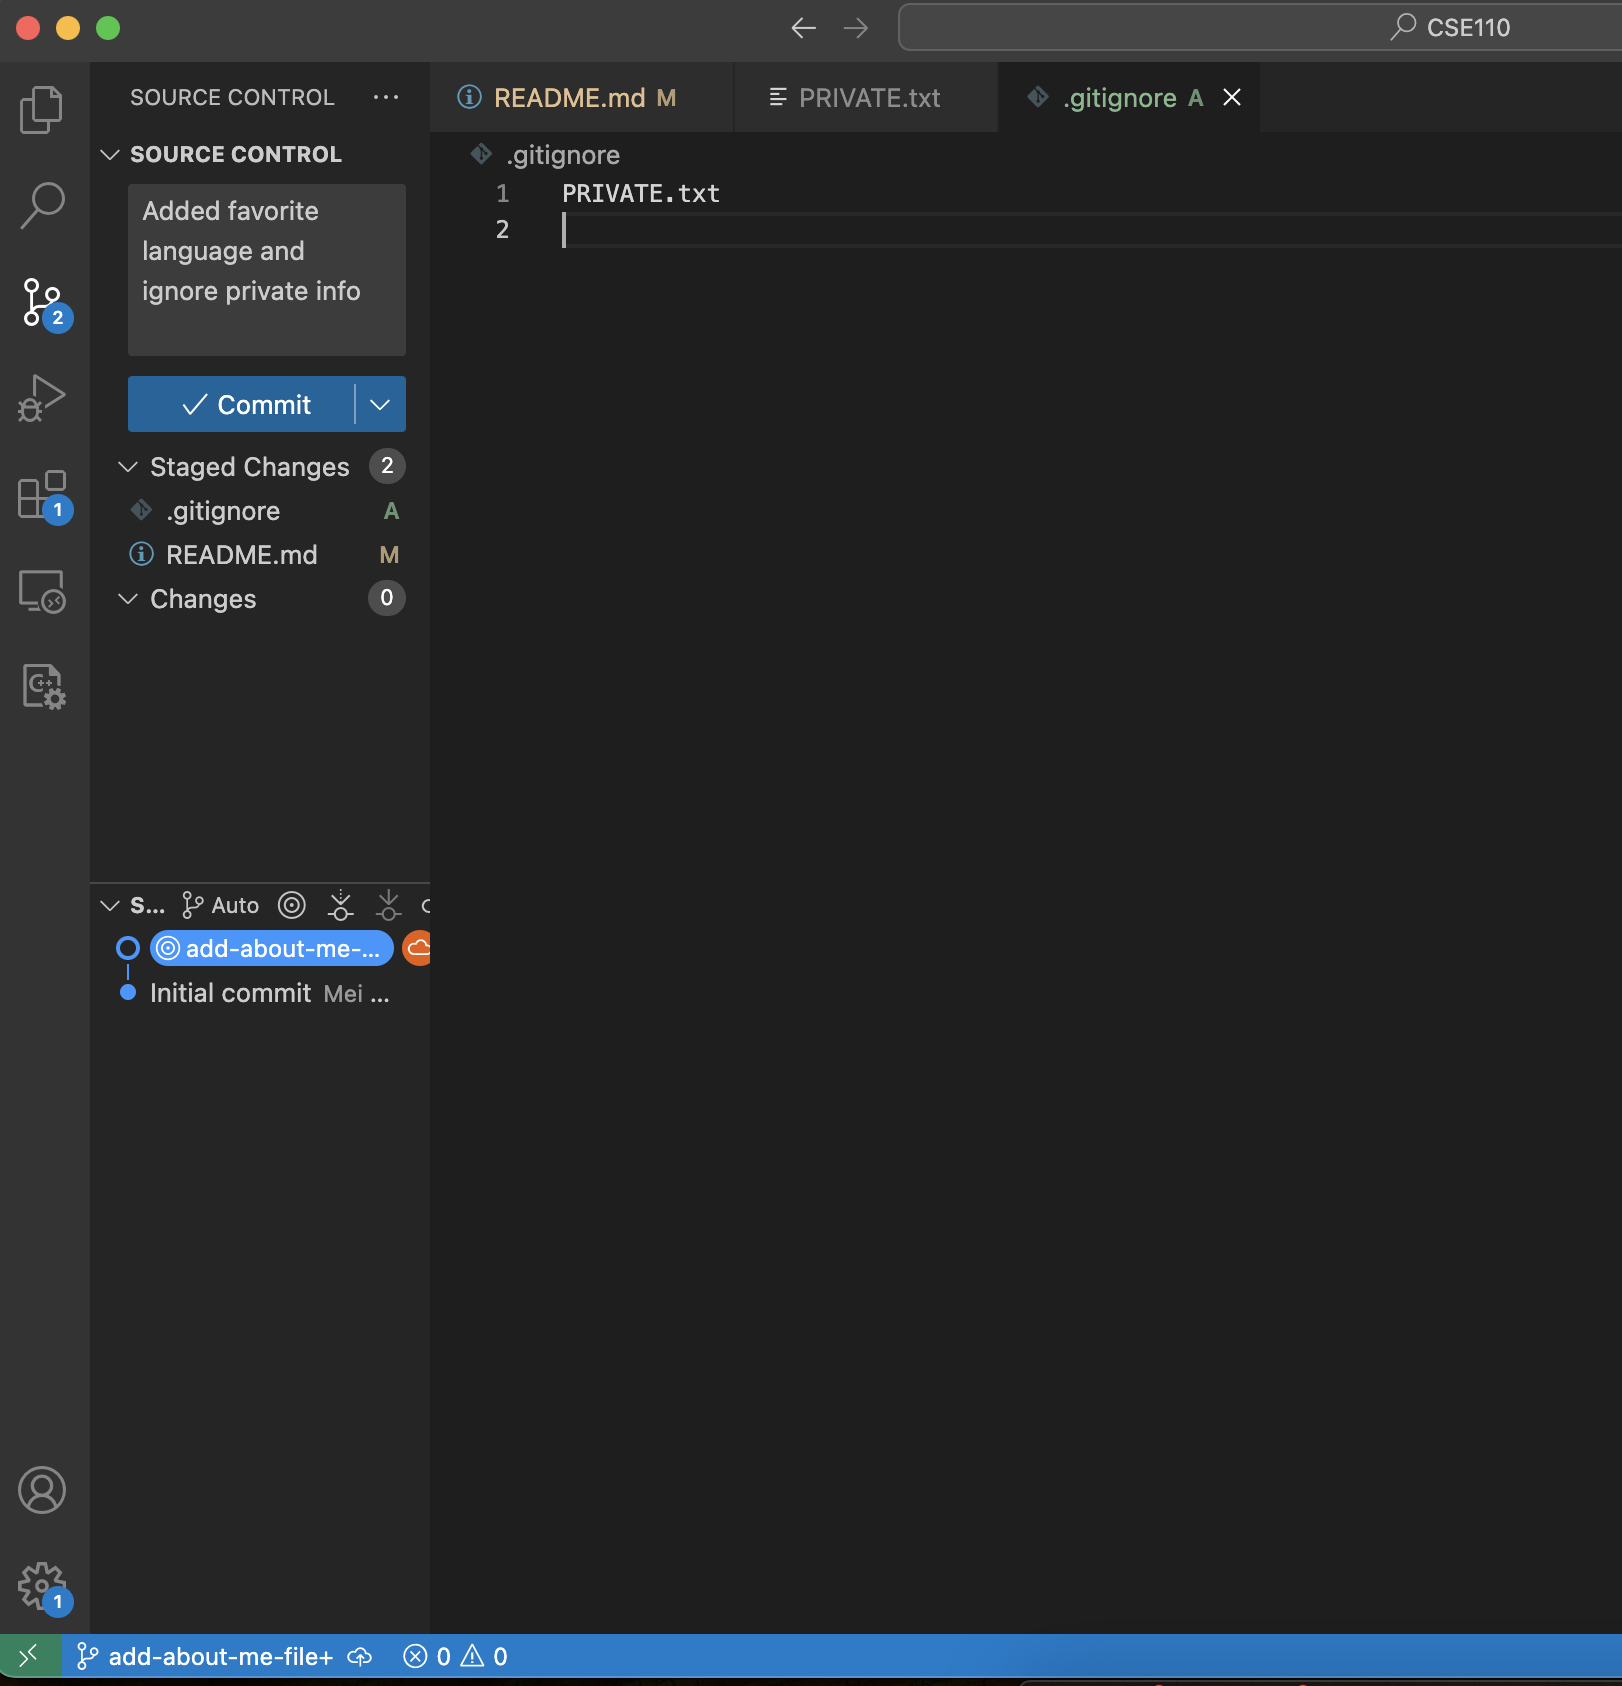 CSE110
SOURCE CONTROL ...
README.md M
PRIVATE.txt
.gitignore A
SOURCE CONTROL
.gitignore
1 PRIVATE.txt
2
Added favorite
language and
ignore private info
2
Commit
Staged Changes 2
.gitignore A
1
README.md M
Changes 0
C++
S... Auto
add-about-me-...
Initial commit Mei ...
1
add-about-me-file+ 0 0